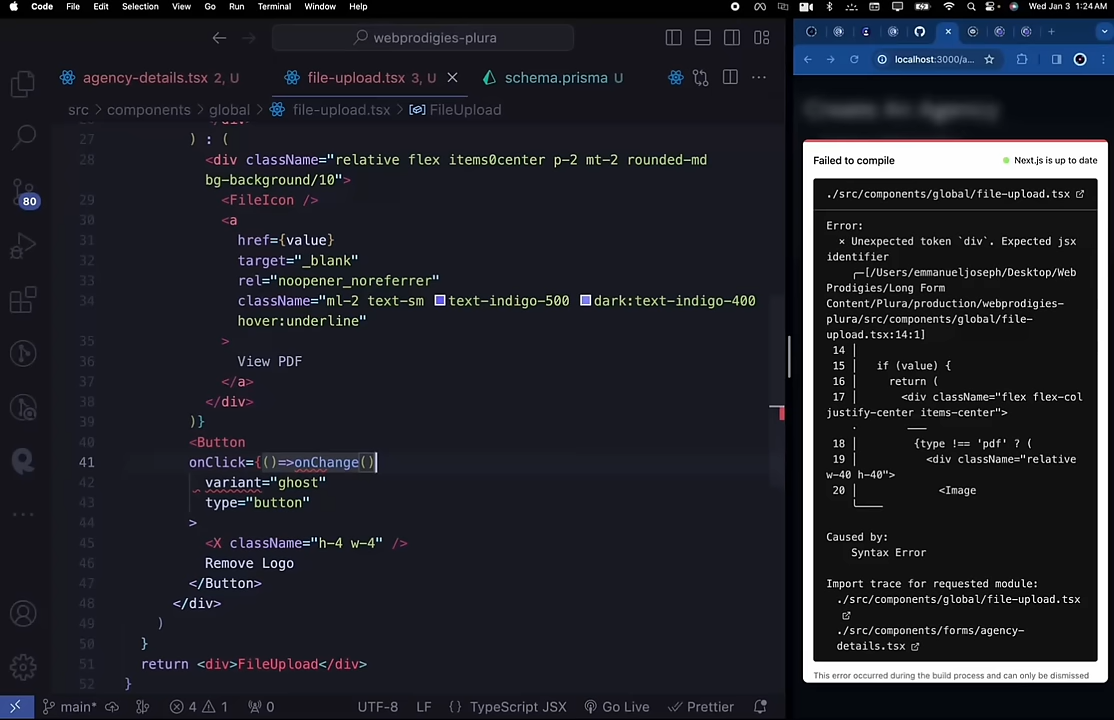 Code File Edit Selection View Go Run Terminal Window Help Wed Jan 3 1:24 AM
webprodigies-plura
agency-details.tsx 2, U file-upload.tsx 3, U schema.prisma U
src components global file-upload.tsx FileUpload
27 ) : (
28 <div className="relative flex items0center p-2 mt-2 rounded-md
bg-background/10">
29 <FileIcon />
30 <a
31 href={value}
32 target="_blank"
33 rel="noopener_noreferrer"
34 className="ml-2 text-sm text-indigo-500 dark:text-indigo-400
hover:underline"
35 >
36 View PDF
37 </a>
38 </div>
39 )}
40 <Button
41 onClick={()=>onChange()
42 variant="ghost"
43 type="button"
44 >
45 <X className="h-4 w-4" />
46 Remove Logo
47 </Button>
48 </div>
49 )
50 }
51 return <div>FileUpload</div>
52 }
80
main* 4 1 0 UTF-8 LF {} TypeScript JSX Go Live Prettier
localhost:3000/a...
Create An Agency
Failed to compile Next.js is up to date
./src/components/global/file-upload.tsx
Error:
× Unexpected token `div`. Expected jsx
identifier
╭─[/Users/emmanueljoseph/Desktop/Web
Prodigies/Long Form
Content/Plura/production/webprodigies-
plura/src/components/global/file-
upload.tsx:14:1]
14 │
15 │ if (value) {
16 │ return (
17 │ <div className="flex flex-col
justify-center items-center">
· ───
18 │ {type !== 'pdf' ? (
19 │ <div className="relative
w-40 h-40">
20 │ <Image
╰────
Caused by:
Syntax Error
Import trace for requested module:
./src/components/global/file-upload.tsx
./src/components/forms/agency-
details.tsx
This error occurred during the build process and can only be dismissed